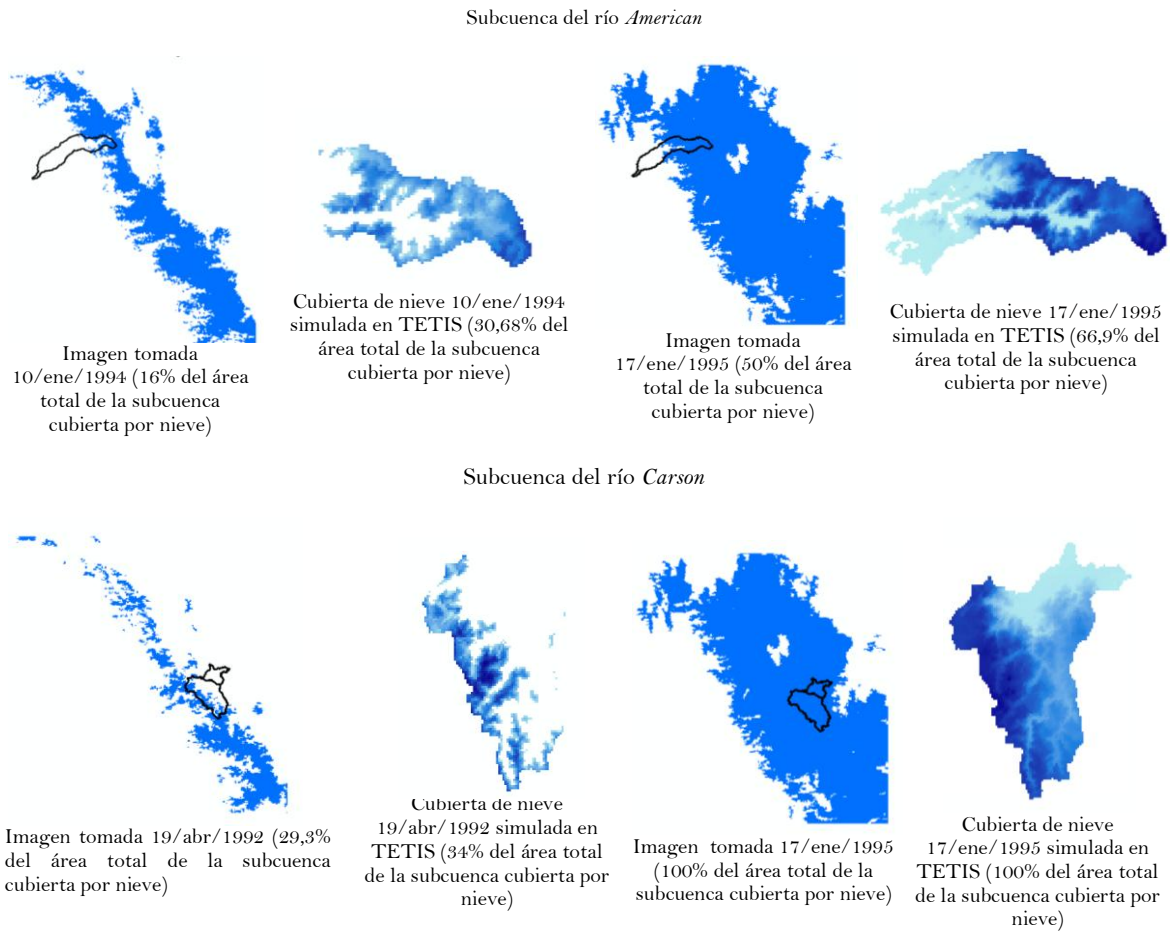 Subcuenca del río American
Imagen tomada
10/ene/1994 (16% del área
total de la subcuenca
cubierta por nieve)
Cubierta de nieve 10/ene/1994
simulada en TETIS (30,68% del
área total de la subcuenca
cubierta por nieve)
Imagen tomada
17/ene/1995 (50% del área
total de la subcuenca
cubierta por nieve)
Cubierta de nieve 17/ene/1995
simulada en TETIS (66,9% del
área total de la subcuenca
cubierta por nieve)
Subcuenca del río Carson
Imagen tomada 19/abr/1992 (29,3%
del área total de la subcuenca
cubierta por nieve)
Cubierta de nieve
19/abr/1992 simulada en
TETIS (34% del área total
de la subcuenca cubierta por
nieve)
Imagen tomada 17/ene/1995
(100% del área total de la
subcuenca cubierta por nieve)
Cubierta de nieve
17/ene/1995 simulada en
TETIS (100% del área total
de la subcuenca cubierta por
nieve)